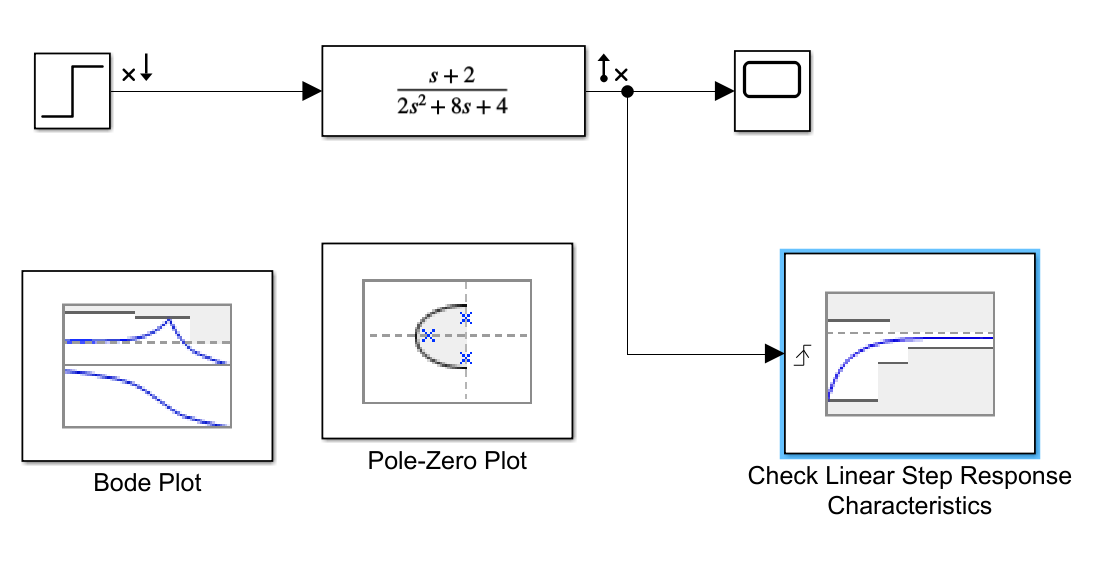 s + 2
2s² + 8s + 4
Pole-Zero Plot
Bode Plot
Check Linear Step Response
Characteristics